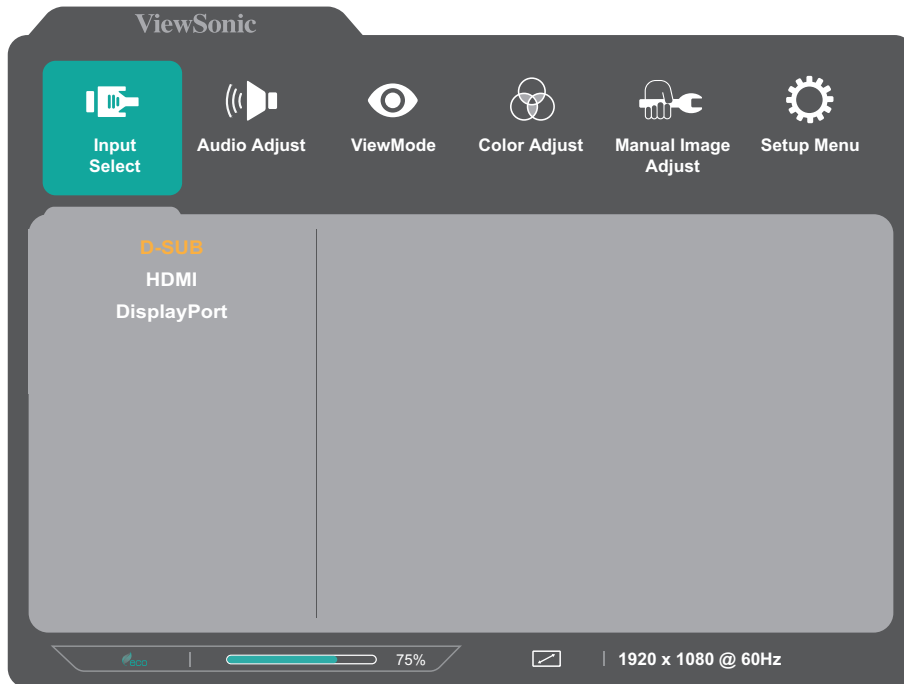 ViewSonic
Input Select
Audio Adjust
ViewMode
Color Adjust
Manual Image Adjust
Setup Menu
D-SUB
HDMI
DisplayPort
eco
75%
1920 x 1080 @ 60Hz